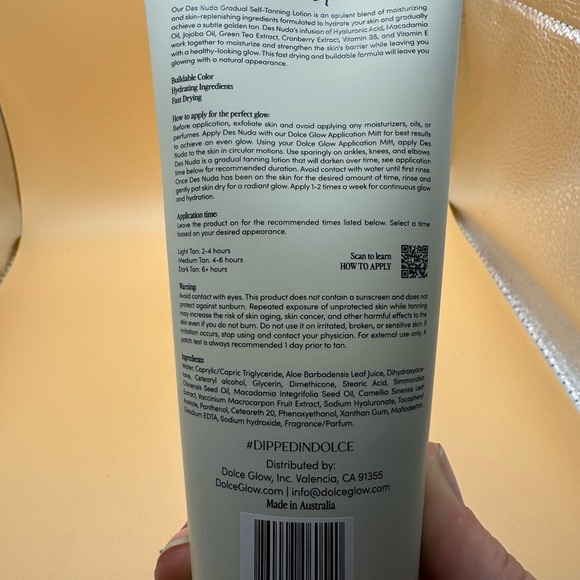 Our Des Nuda Gradual Self-Tanning Lotion is an opulent blend of moisturizing
and skin-replenishing ingredients formulated to hydrate your skin and gradually
achieve a subtle golden tan. Des Nuda's infusion of Hyaluronic Acid, Macadamia
Oil, Jojoba Oil, Green Tea Extract, Cranberry Extract, Vitamin B5, and Vitamin E
work together to moisturize and strengthen the skin's barrier while leaving you
with a healthy-looking glow. This fast drying and buildable formula will leave you
glowing with a natural appearance.
Buildable Color
Hydrating Ingredients
Fast Drying
How to apply for the perfect glow:
Before application, exfoliate skin and avoid applying any moisturizers, oils, or
perfumes. Apply Des Nuda with our Dolce Glow Application Mitt for best results
to achieve an even glow. Using your Dolce Glow Application Mitt, apply Des
Nuda to the skin in circular motions. Use sparingly on ankles, knees, and elbows.
Des Nuda is a gradual tanning lotion that will darken over time, see application
time below for recommended duration. Avoid contact with water until first rinse.
Once Des Nuda has been on the skin for the desired amount of time, rinse and
gently pat skin dry for a radiant glow. Apply 1-2 times a week for continuous glow
and hydration.
Application time:
Leave the product on for the recommended times listed below. Select a time
based on your desired appearance.
Light Tan: 2-4 hours
Medium Tan: 4-6 hours
Dark Tan: 6+ hours
Scan to learn
HOW TO APPLY
Warning:
Avoid contact with eyes. This product does not contain a sunscreen and does not
protect against sunburn. Repeated exposure of unprotected skin while tanning
may increase the risk of skin aging, skin cancer, and other harmful effects to the
skin even if you do not burn. Do not use it on irritated, broken, or sensitive skin. If
irritation occurs, stop using and contact your physician. For external use only. A
patch test is always recommended 1 day prior to tan.
Ingredients:
Water, Caprylic/Capric Triglyceride, Aloe Barbadensis Leaf Juice, Dihydroxyace-
tone, Cetearyl alcohol, Glycerin, Dimethicone, Stearic Acid, Simmondsia
Chinensis Seed Oil, Macadamia Integrifolia Seed Oil, Camellia Sinensis Leaf
Extract, Vaccinium Macrocarpon Fruit Extract, Sodium Hyaluronate, Tocopheryl
Acetate, Panthenol, Ceteareth 20, Phenoxyethanol, Xanthan Gum, Maltodextrin,
Disodium EDTA, Sodium hydroxide, Fragrance/Parfum.
#DIPPEDINDOLCE
Distributed by:
Dolce Glow, Inc. Valencia, CA 91355
DolceGlow.com | info@dolceglow.com
Made in Australia